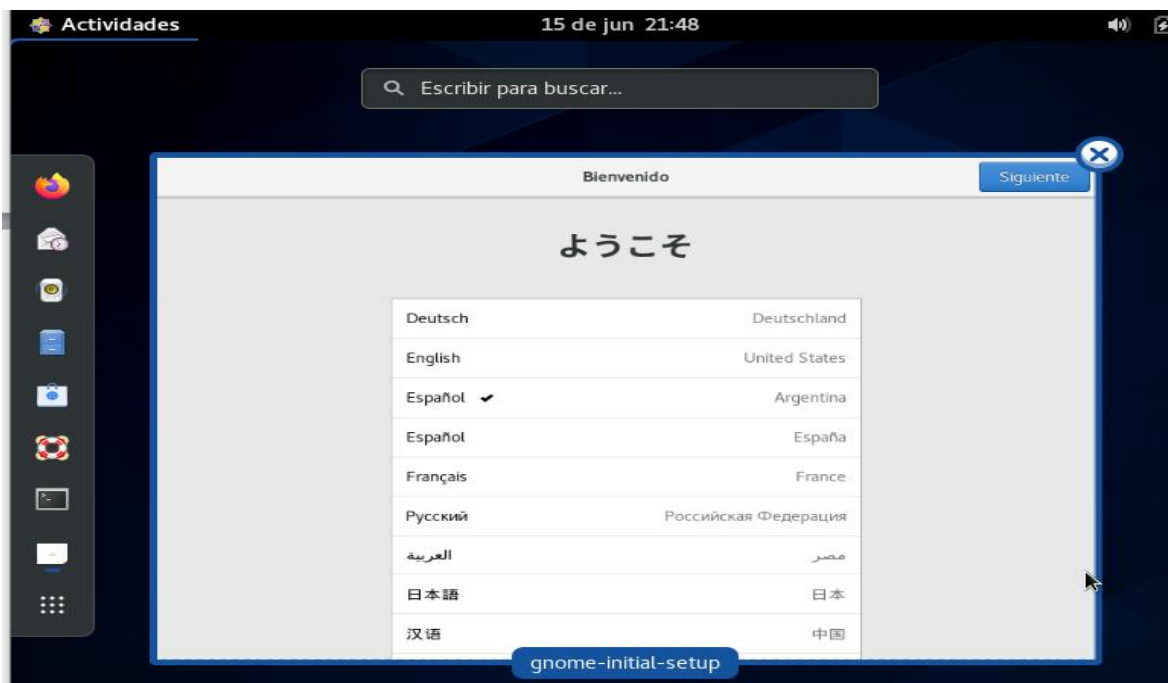 Actividades 15 de jun 21:48
Escribir para buscar...
Bienvenido Siguiente
ようこそ
Deutsch Deutschland
English United States
Español Argentina
Español España
Français France
Русский Российская Федерация
العربية مصر
日本語 日本
汉语 中国
gnome-initial-setup